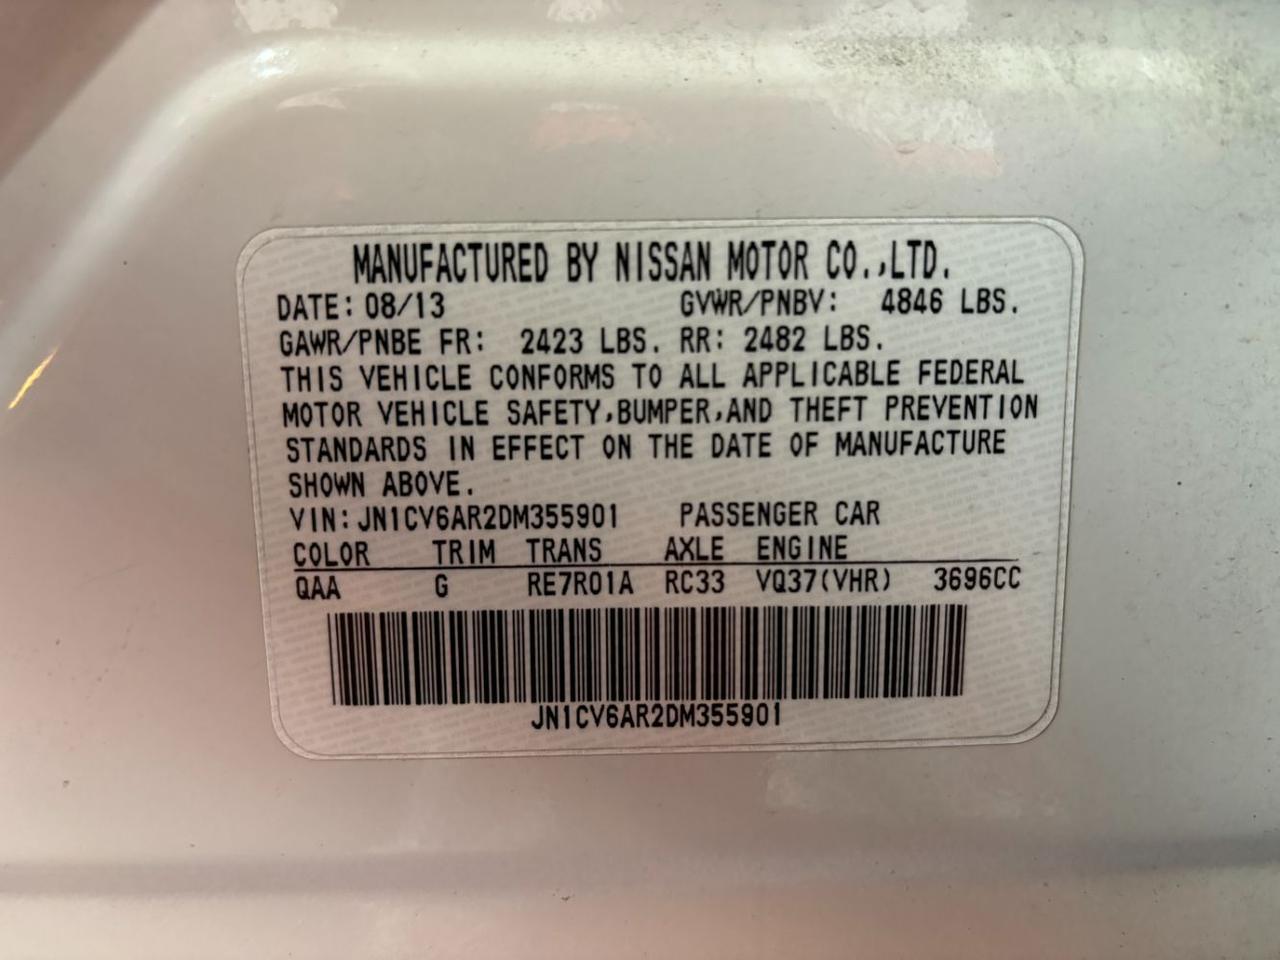 MANUFACTURED BY NISSAN MOTOR CO.,LTD.
DATE: 08/13 GVWR/PNBV: 4846 LBS.
GAWR/PNBE FR: 2423 LBS. RR: 2482 LBS.
THIS VEHICLE CONFORMS TO ALL APPLICABLE FEDERAL
MOTOR VEHICLE SAFETY,BUMPER,AND THEFT PREVENTION
STANDARDS IN EFFECT ON THE DATE OF MANUFACTURE
SHOWN ABOVE.
VIN: JN1CV6AR2DM355901 PASSENGER CAR
COLOR TRIM TRANS AXLE ENGINE
QAA G RE7R01A RC33 VQ37(VHR) 3696CC
JN1CV6AR2DM355901